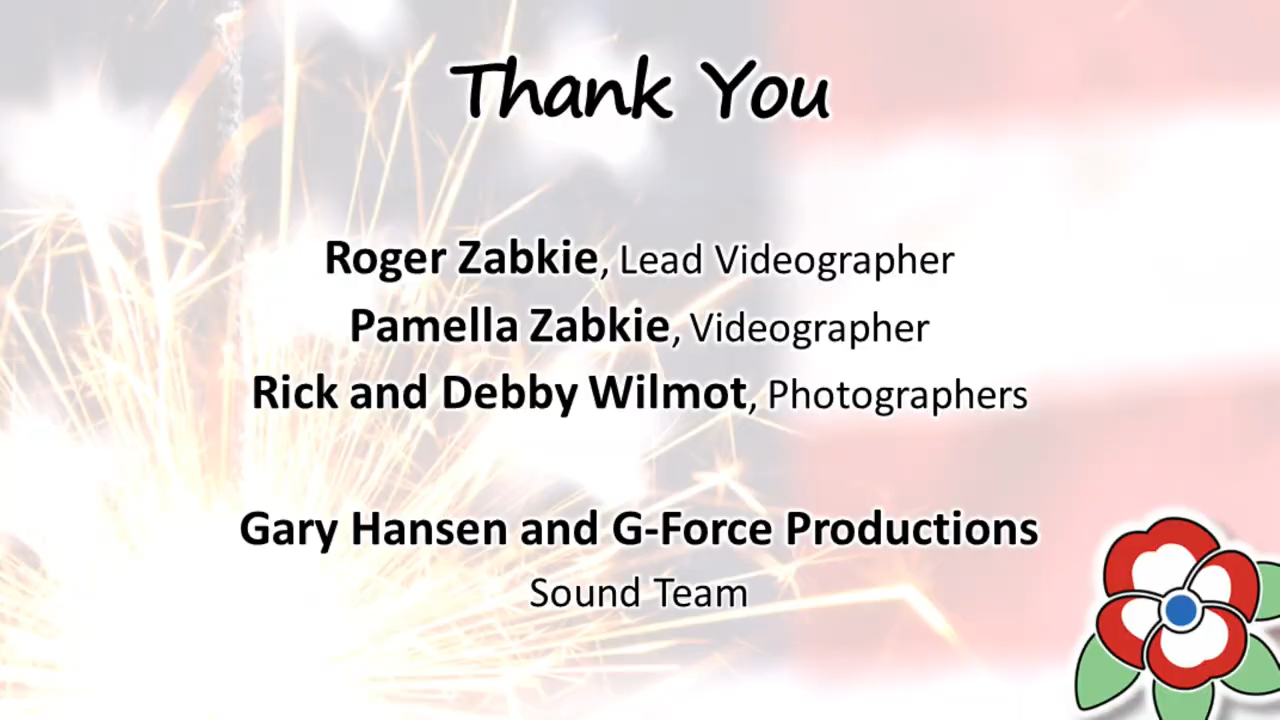 Thank You
Roger Zabkie, Lead Videographer
Pamella Zabkie, Videographer
Rick and Debby Wilmot, Photographers
Gary Hansen and G-Force Productions
Sound Team